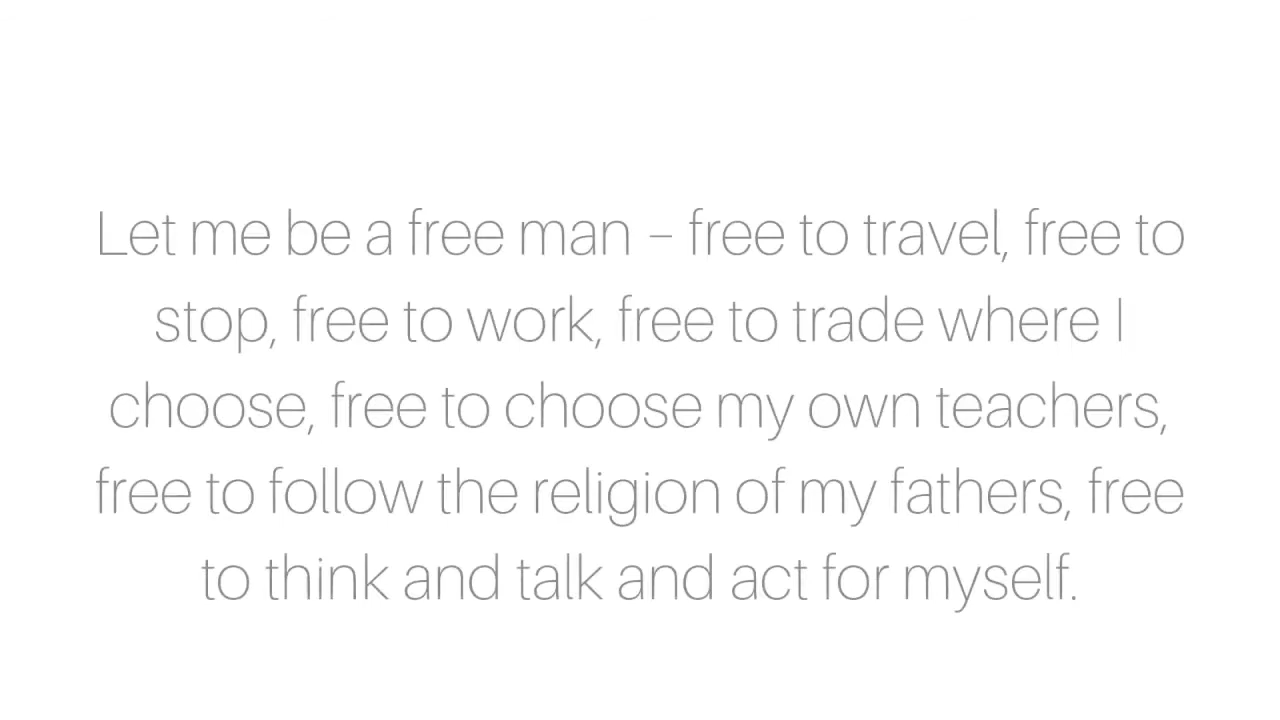 Let me be a free man – free to travel, free to
stop, free to work, free to trade where I
choose, free to choose my own teachers,
free to follow the religion of my fathers, free
to think and talk and act for myself.